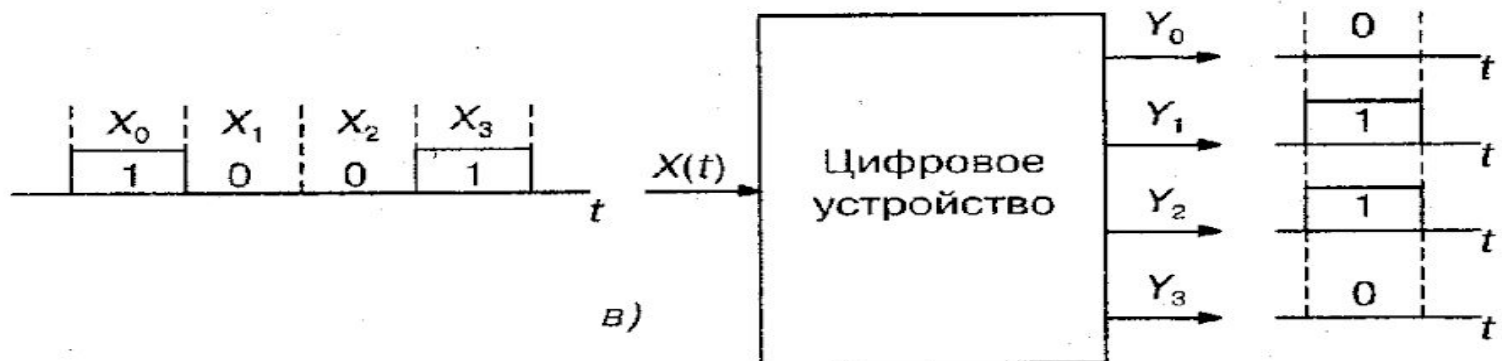 X₀ X₁ X₂ X₃
1 0 0 1
t
X(t)
в)
Цифровое
устройство
Y₀
Y₁
Y₂
Y₃
0
t
1
t
1
t
0
t